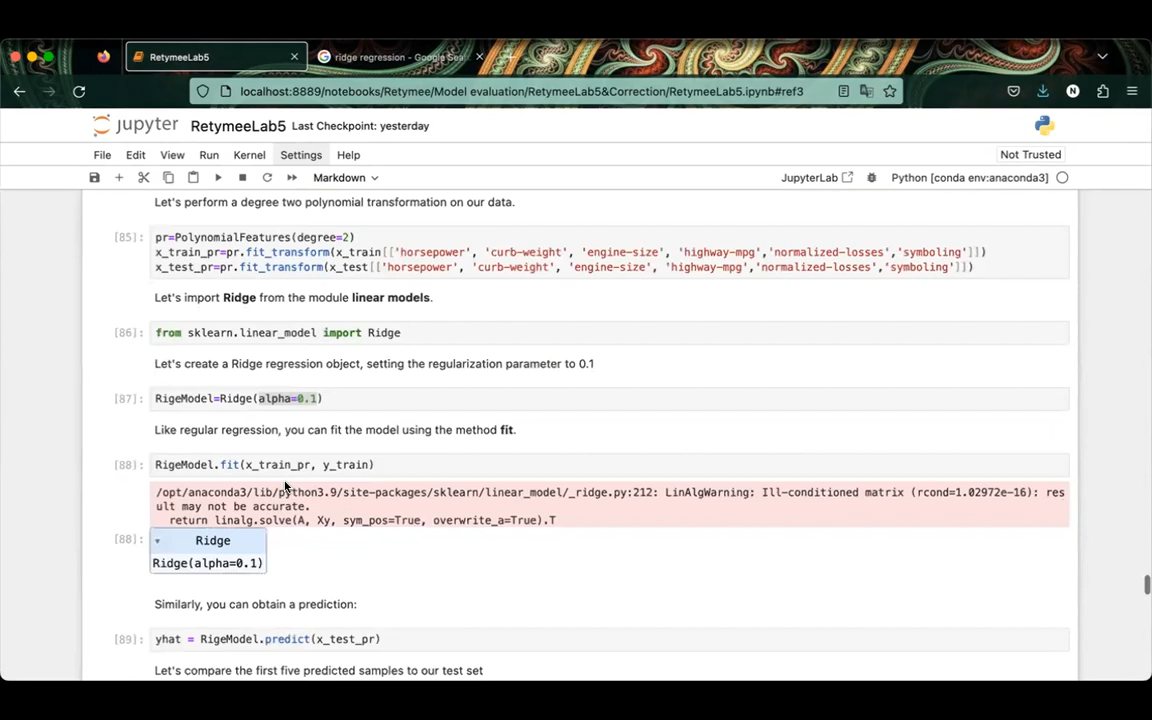 RetymeeLab5
ridge regression - Google Sea
localhost:8889/notebooks/Retymee/Model evaluation/RetymeeLab5&Correction/RetymeeLab5.ipynb#ref3
N
jupyter RetymeeLab5 Last Checkpoint: yesterday
File Edit View Run Kernel Settings Help Not Trusted
Markdown JupyterLab Python [conda env:anaconda3]
Let's perform a degree two polynomial transformation on our data.
[85]: pr=PolynomialFeatures(degree=2)
x_train_pr=pr.fit_transform(x_train[['horsepower', 'curb-weight', 'engine-size', 'highway-mpg','normalized-losses','symboling']])
x_test_pr=pr.fit_transform(x_test[['horsepower', 'curb-weight', 'engine-size', 'highway-mpg','normalized-losses','symboling']])
Let's import Ridge from the module linear models.
[86]: from sklearn.linear_model import Ridge
Let's create a Ridge regression object, setting the regularization parameter to 0.1
[87]: RigeModel=Ridge(alpha=0.1)
Like regular regression, you can fit the model using the method fit.
[88]: RigeModel.fit(x_train_pr, y_train)
/opt/anaconda3/lib/python3.9/site-packages/sklearn/linear_model/_ridge.py:212: LinAlgWarning: Ill-conditioned matrix (rcond=1.02972e-16): res
ult may not be accurate.
return linalg.solve(A, Xy, sym_pos=True, overwrite_a=True).T
[88]: ▾ Ridge
Ridge(alpha=0.1)
Similarly, you can obtain a prediction:
[89]: yhat = RigeModel.predict(x_test_pr)
Let's compare the first five predicted samples to our test set